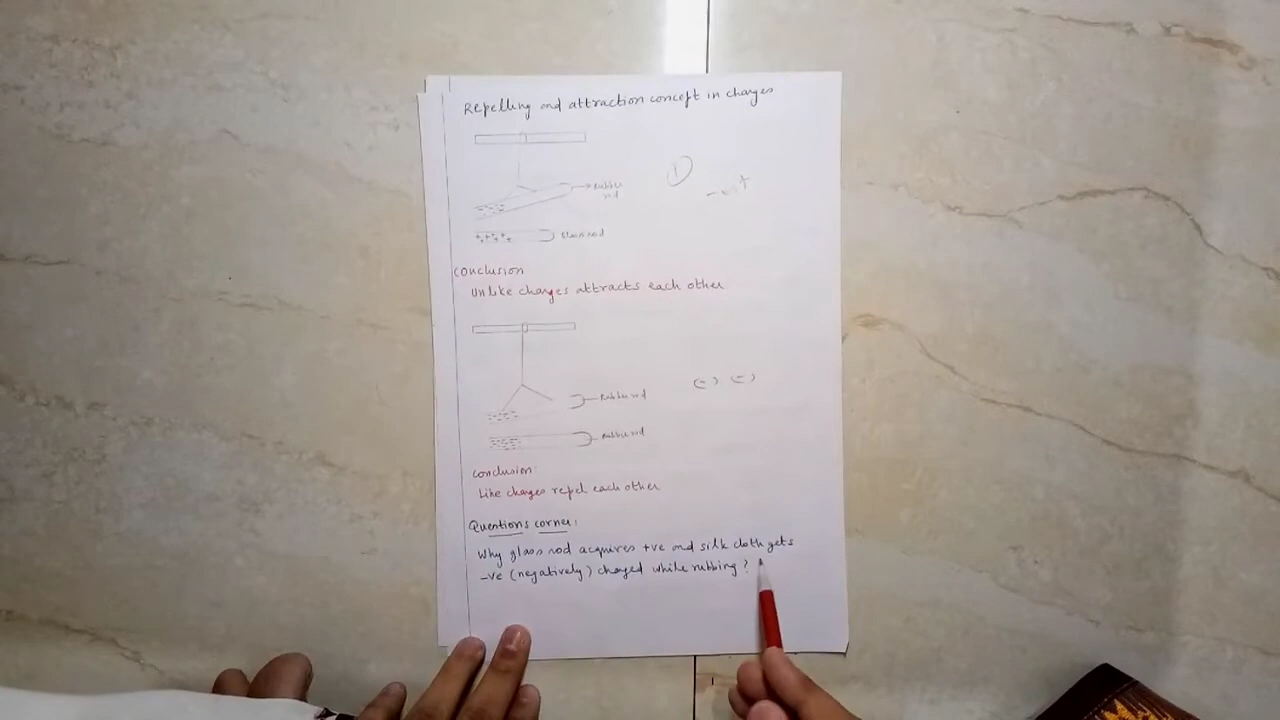 Repelling and attraction concept in charges
Rubber
rod
①
- +
+ + + + +
Glass rod
Conclusion
Unlike charges attracts each other
Rubber rod
(-) (-)
Rubber rod
Conclusion:
Like charges repel each other
Questions corner:
Why glass rod acquires +ve and silk cloth gets
-ve (negatively) charged while rubbing?